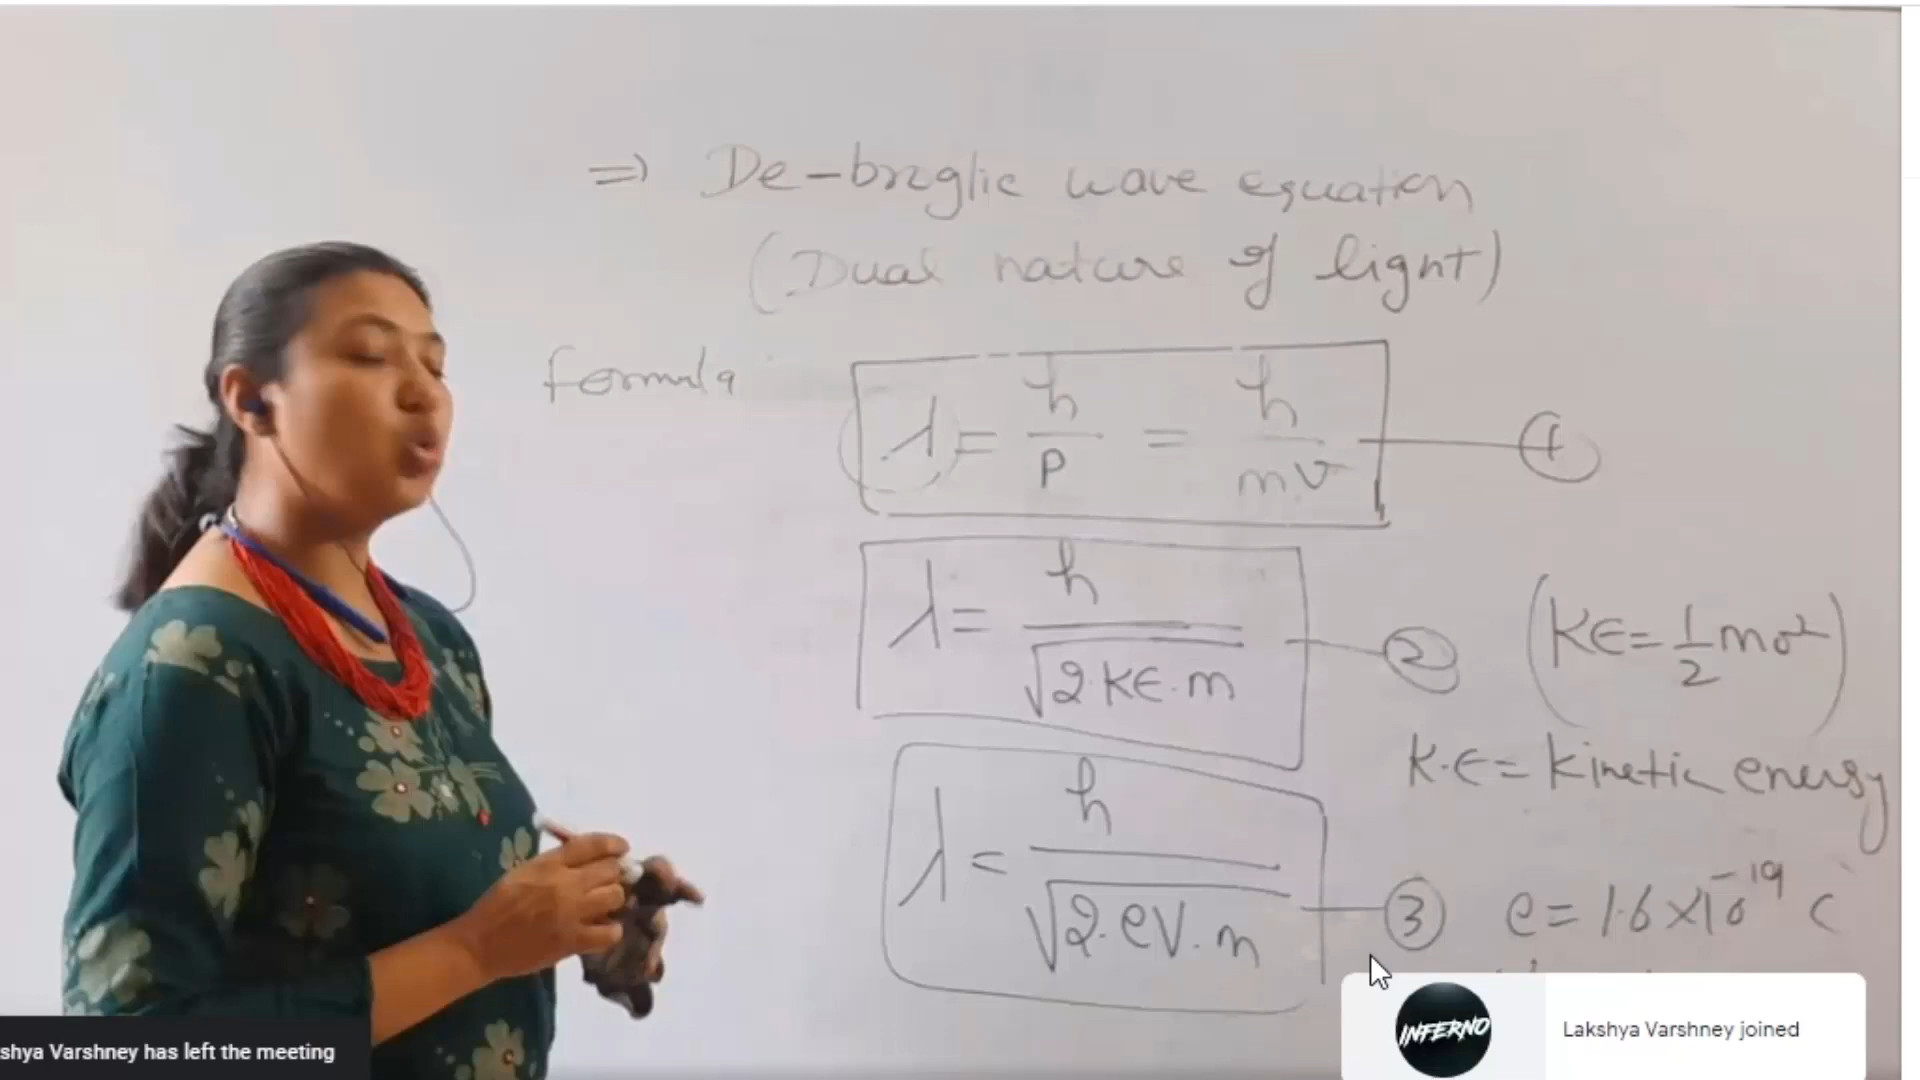 ⇒ De-broglie wave equation
(Dual nature of light)
formula
λ = h/p = h/mv — 1
λ = h/√2·KE·m — 2 (KE = 1/2 mv²)
K.E = Kinetic energy
λ = h/√2·eV·m — 3 e = 1.6 × 10⁻¹⁹ C
INFERNO
Lakshya Varshney joined
shya Varshney has left the meeting